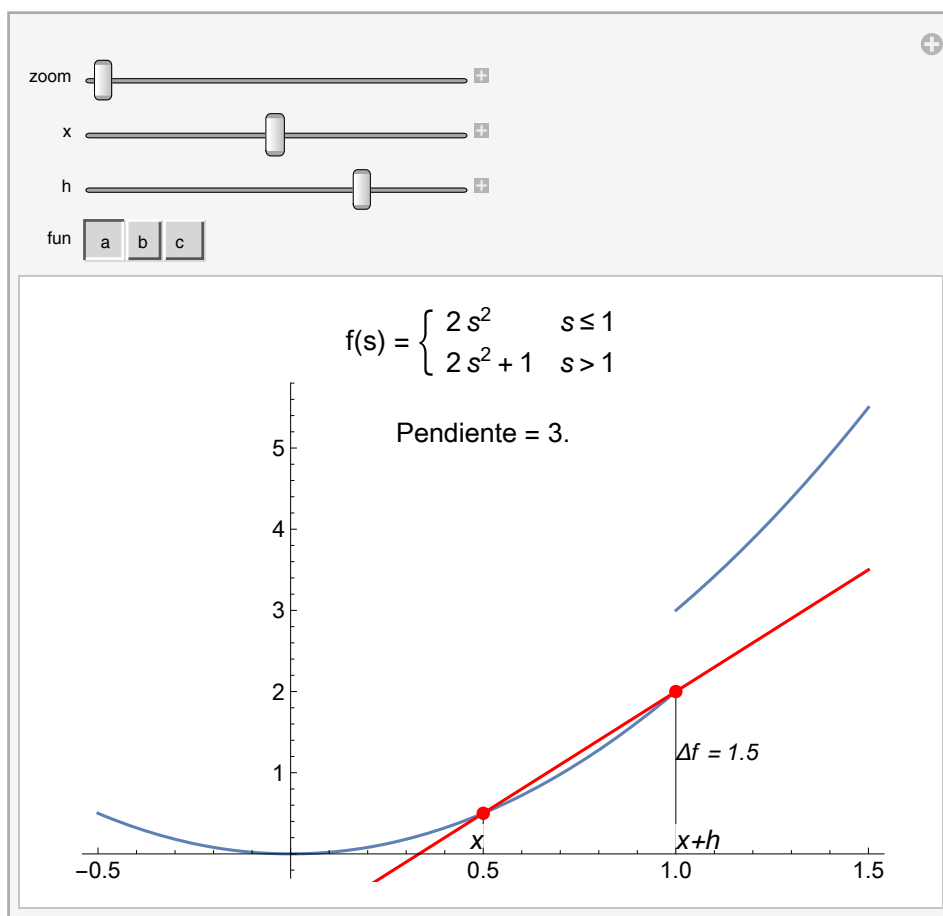 zoom
x
h
fun a b c
f(s) = { 2 s² s ≤ 1
2 s² + 1 s > 1
Pendiente = 3.
5
4
3
2
1
Δf = 1.5
x x+h
−0.5 0.5 1.0 1.5